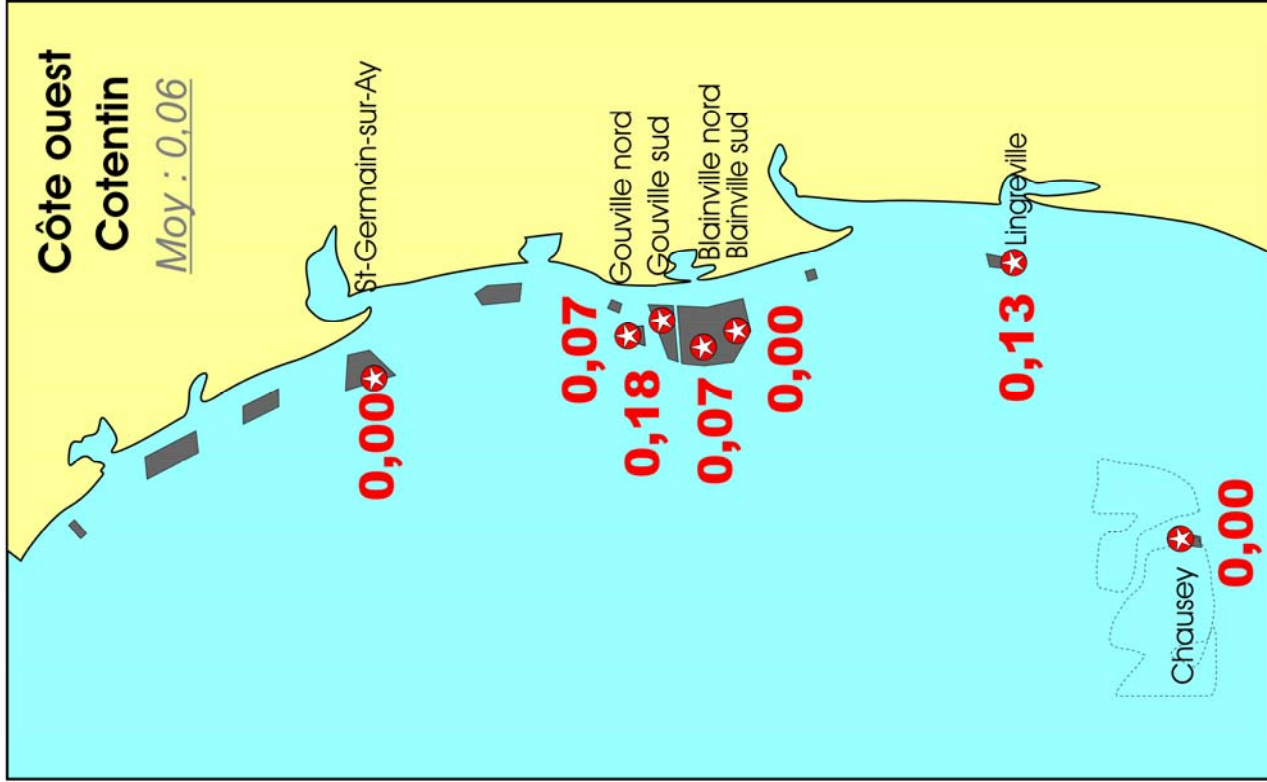 Côte ouest
Cotentin
Moy : 0,06
St-Germain-sur-Ay
0,00
Gouville nord
0,07
Gouville sud
0,18
Blainville nord
0,07
Blainville sud
0,00
Lingreville
0,13
Chausey
0,00